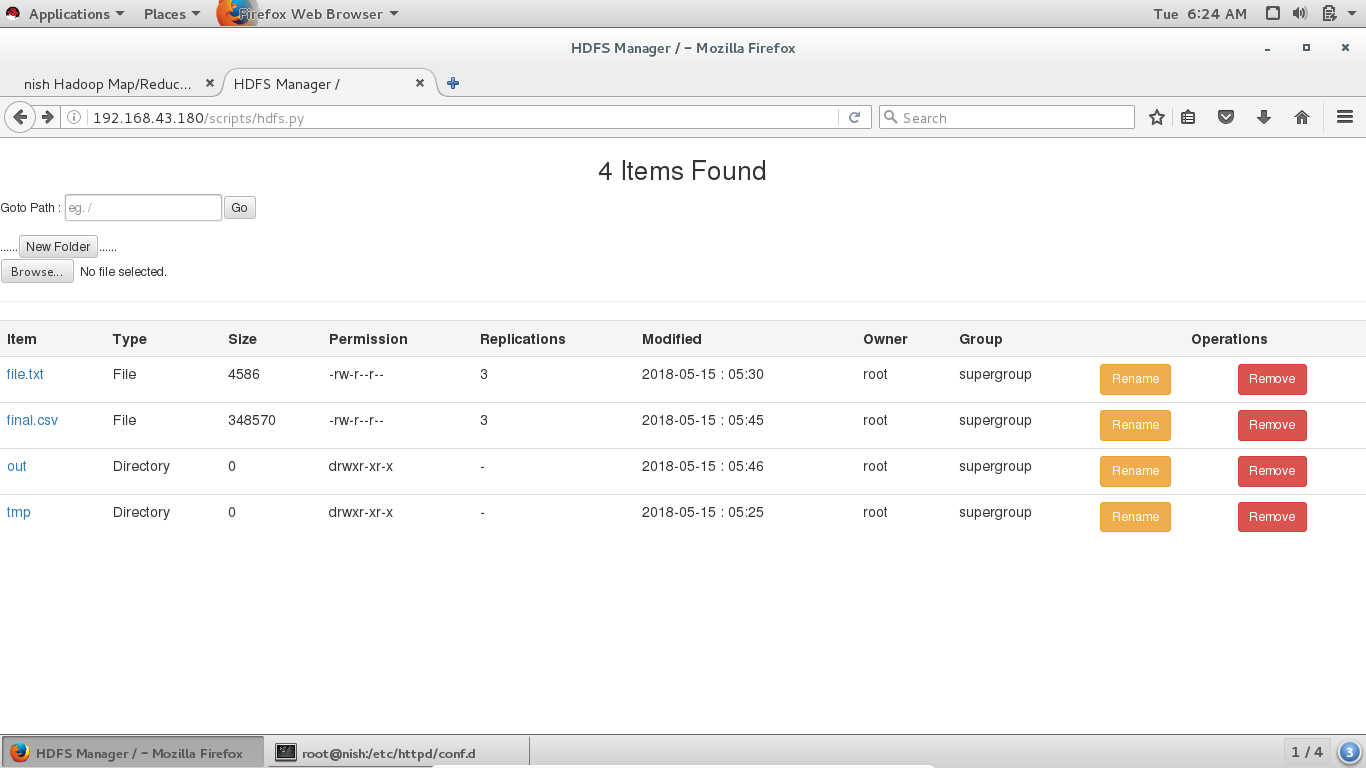 Applications Places Firefox Web Browser Tue 6:24 AM
HDFS Manager / - Mozilla Firefox
nish Hadoop Map/Reduc... HDFS Manager /
192.168.43.180/scripts/hdfs.py Search
4 Items Found
Goto Path : eg. / Go
...... New Folder ......
Browse... No file selected.
Item Type Size Permission Replications Modified Owner Group Operations
file.txt File 4586 -rw-r--r-- 3 2018-05-15 : 05:30 root supergroup Rename Remove
final.csv File 348570 -rw-r--r-- 3 2018-05-15 : 05:45 root supergroup Rename Remove
out Directory 0 drwxr-xr-x - 2018-05-15 : 05:46 root supergroup Rename Remove
tmp Directory 0 drwxr-xr-x - 2018-05-15 : 05:25 root supergroup Rename Remove
HDFS Manager / - Mozilla Firefox root@nish:/etc/httpd/conf.d 1 / 4 3